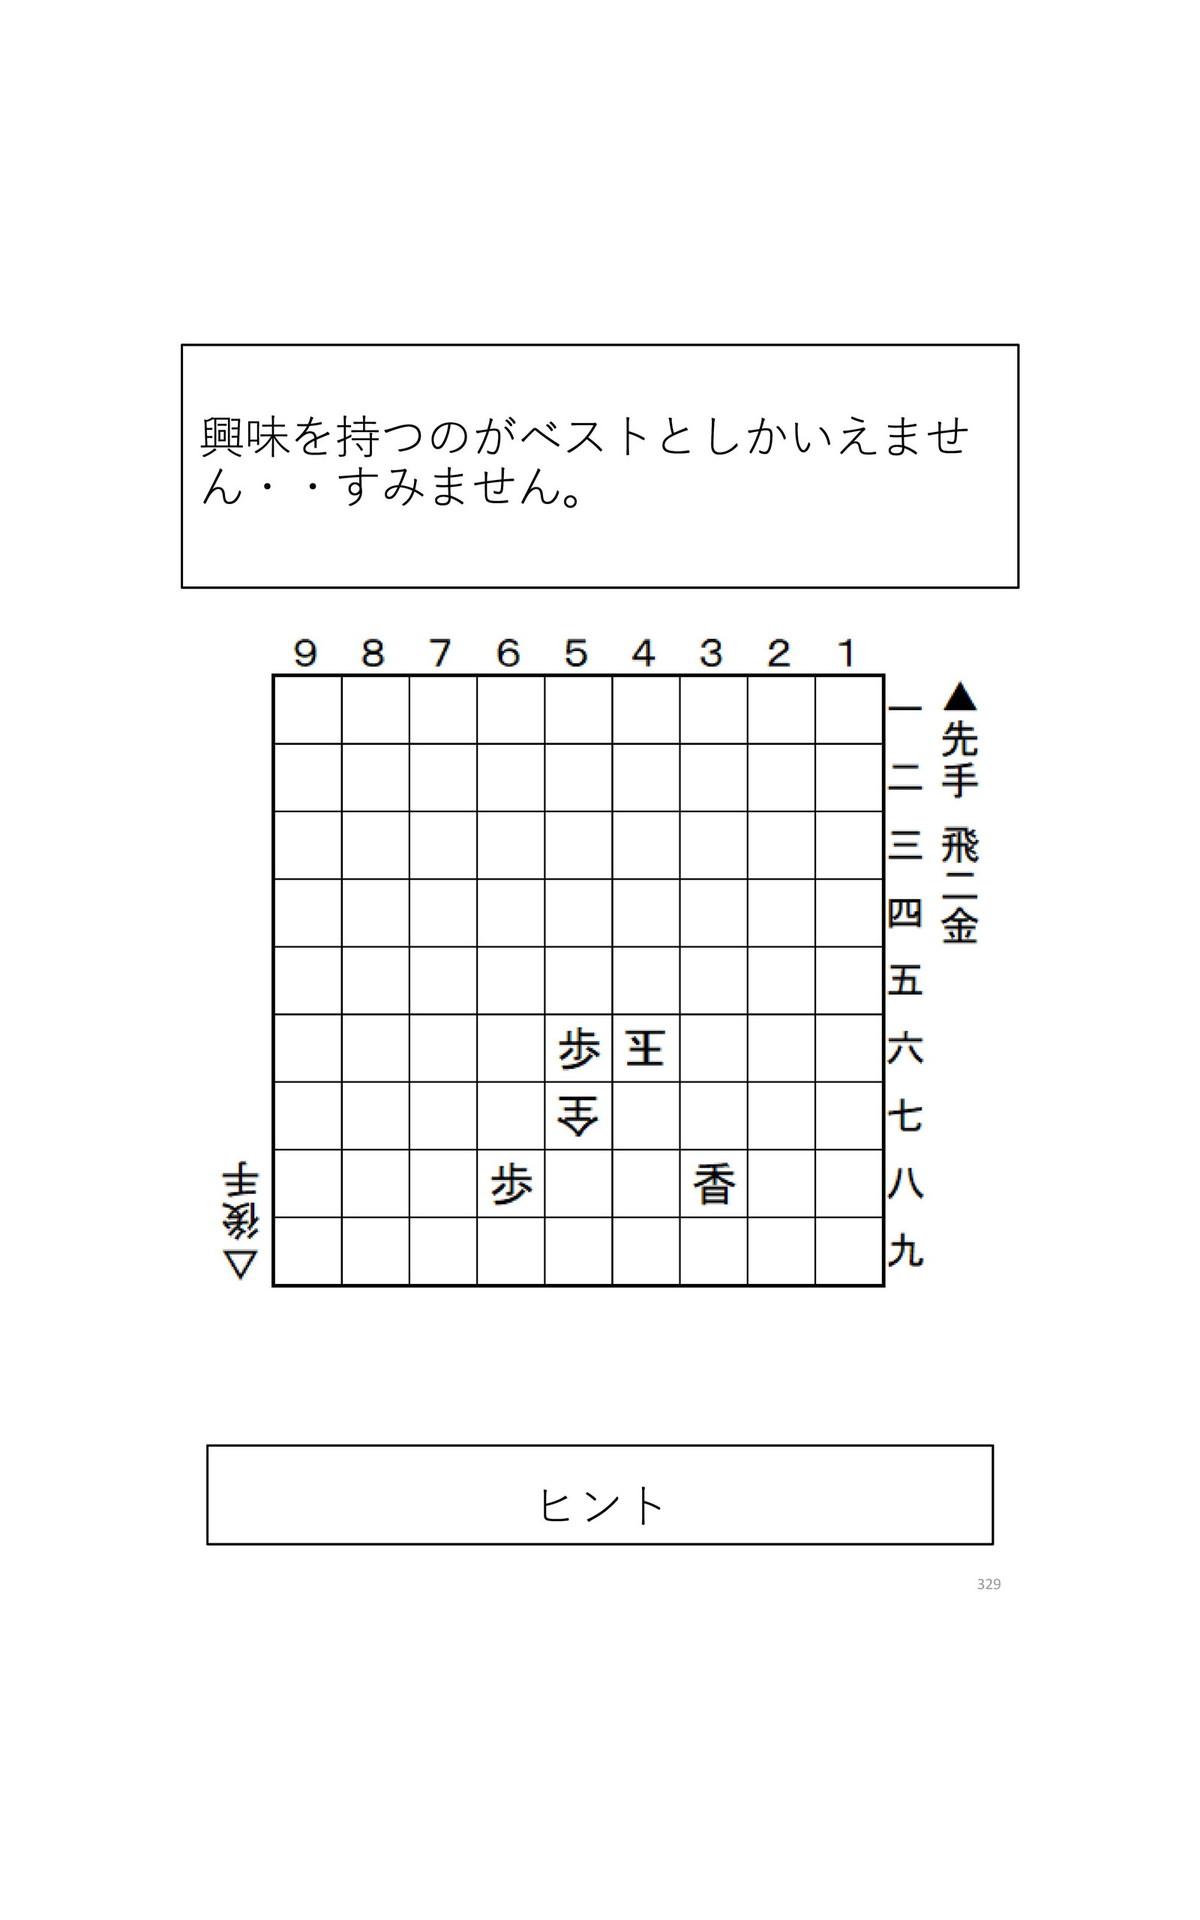 興味を持つのがベストとしかいえませ
ん・・すみません。
9 8 7 6 5 4 3 2 1
一
二
三
四
五
六
七
八
九
▲先手 飛二金
歩 王
全
歩 香
△後手
ヒント
329